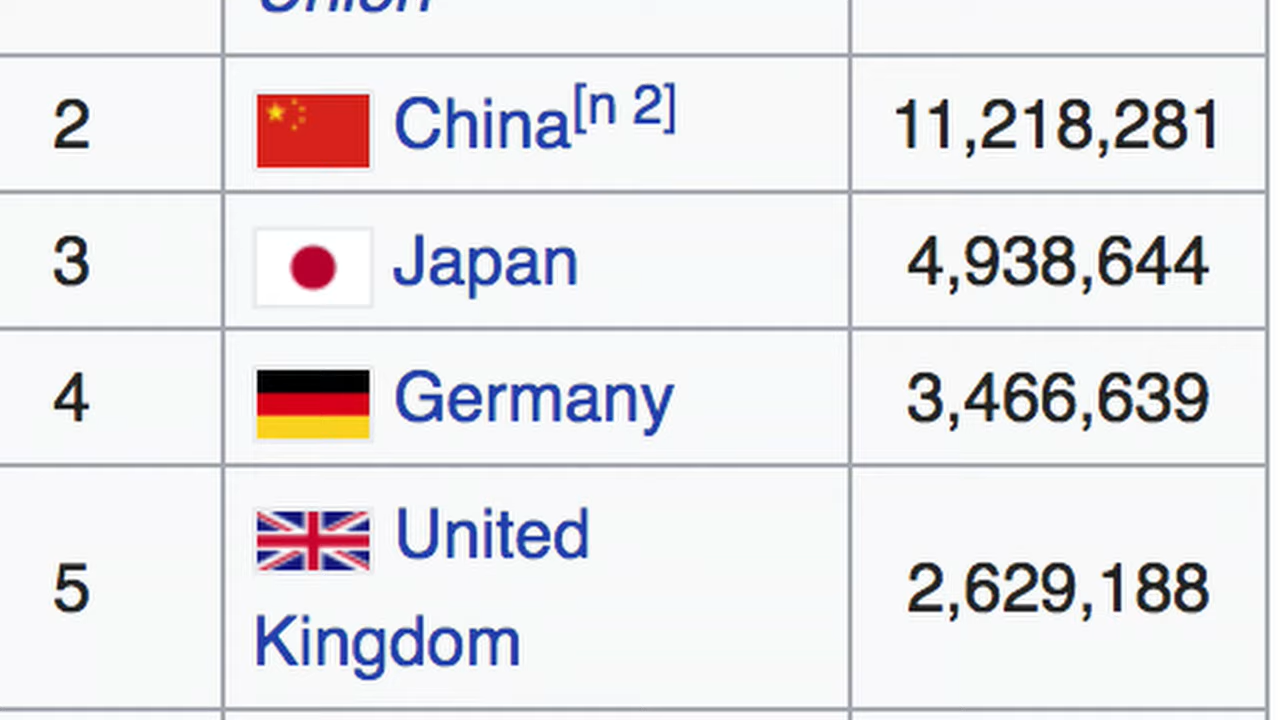 Union
2 China[n 2] 11,218,281
3 Japan 4,938,644
4 Germany 3,466,639
5 United Kingdom 2,629,188